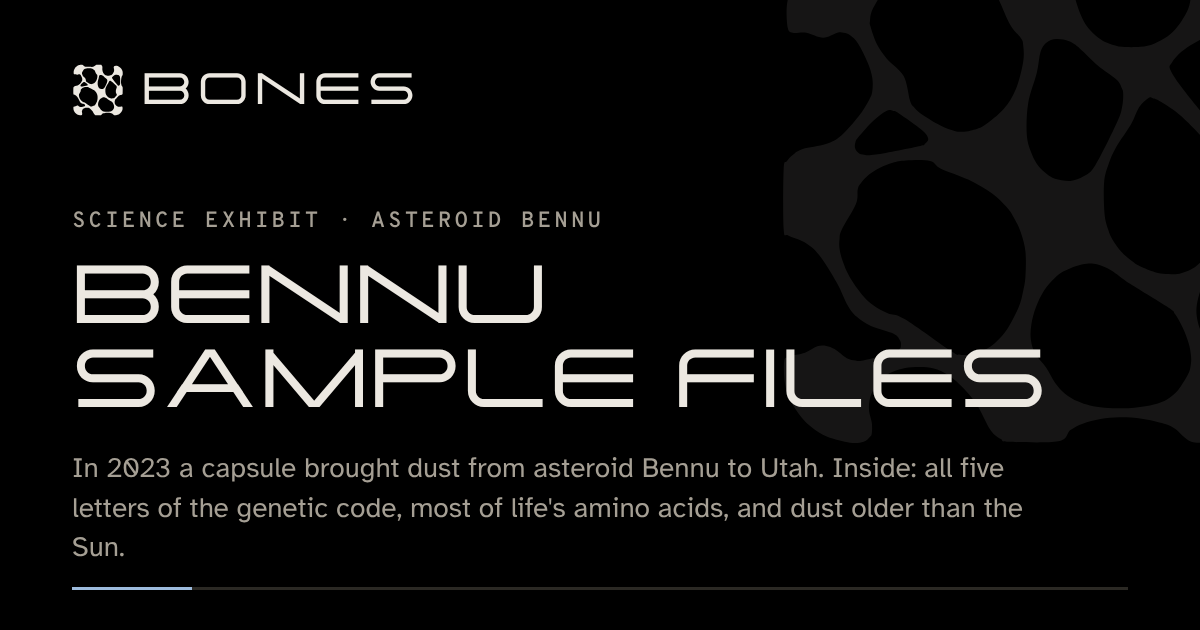 BONES
SCIENCE EXHIBIT · ASTEROID BENNU
BENNU
SAMPLE FILES
In 2023 a capsule brought dust from asteroid Bennu to Utah. Inside: all five
letters of the genetic code, most of life's amino acids, and dust older than the
Sun.